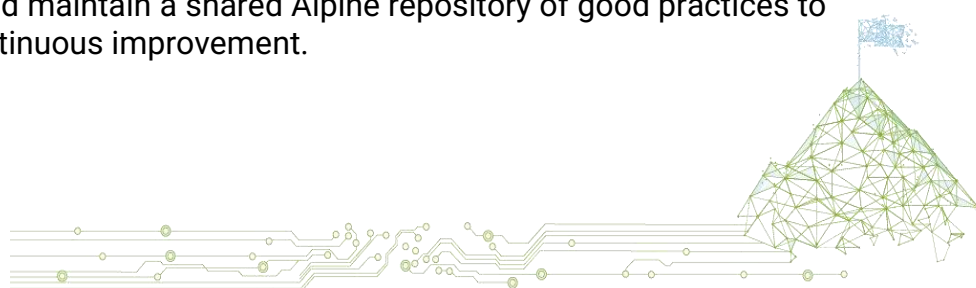 d maintain a shared Alpine repository of good practices to
tinuous improvement.